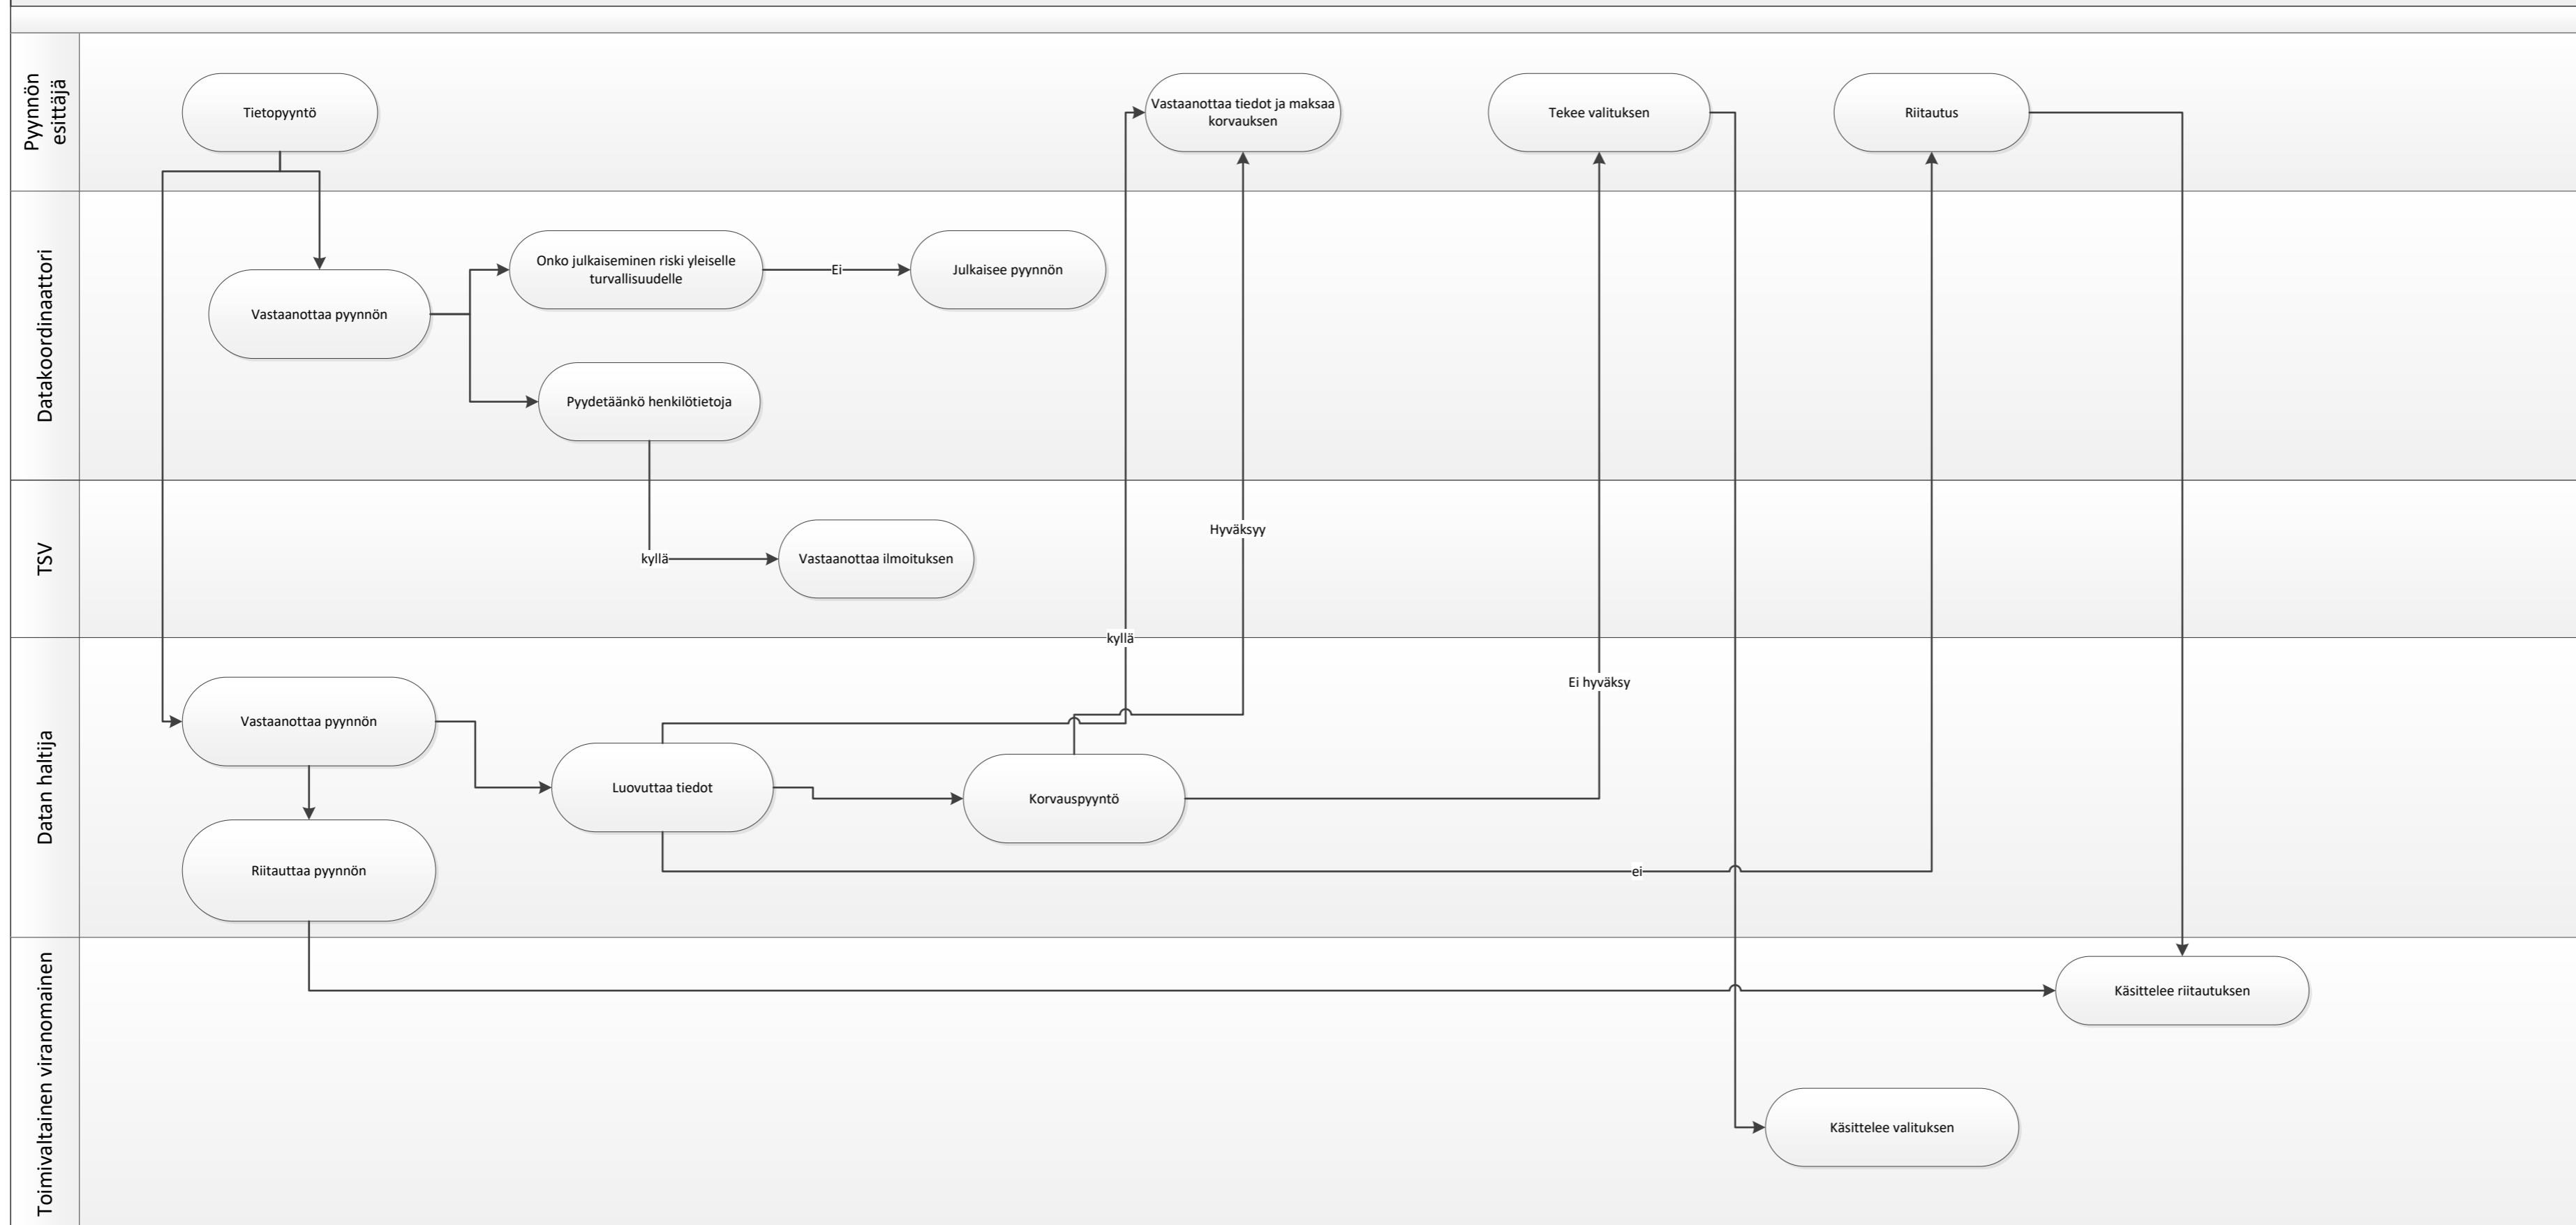 Pyynnön
esittäjä
Tietopyyntö
Vastaanottaa tiedot ja maksaa
korvauksen
Tekee valituksen
Riitautus
Datakoordinaattori
Vastaanottaa pyynnön
Onko julkaiseminen riski yleiselle
turvallisuudelle
Ei
Julkaisee pyynnön
Pyydetäänkö henkilötietoja
TSV
kyllä
Vastaanottaa ilmoituksen
Hyväksyy
kyllä
Datan haltija
Vastaanottaa pyynnön
Ei hyväksy
Luovuttaa tiedot
Korvauspyyntö
Riitauttaa pyynnön
ei
Toimivaltainen viranomainen
Käsittelee riitautuksen
Käsittelee valituksen